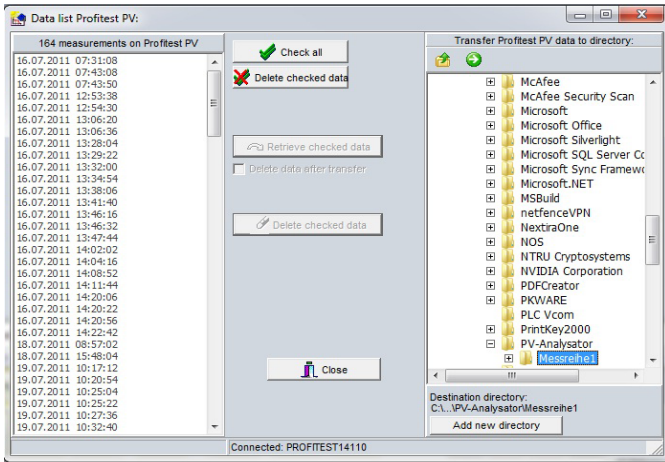 Data list Profitest PV:
164 measurements on Profitest PV
16.07.2011 07:31:08
16.07.2011 07:43:08
16.07.2011 07:43:50
16.07.2011 12:53:38
16.07.2011 12:54:30
16.07.2011 13:06:20
16.07.2011 13:06:36
16.07.2011 13:28:04
16.07.2011 13:29:22
16.07.2011 13:32:00
16.07.2011 13:34:54
16.07.2011 13:38:06
16.07.2011 13:41:40
16.07.2011 13:46:16
16.07.2011 13:46:32
16.07.2011 13:47:44
16.07.2011 14:02:02
16.07.2011 14:04:16
16.07.2011 14:08:52
16.07.2011 14:11:44
16.07.2011 14:20:06
16.07.2011 14:20:22
16.07.2011 14:20:56
16.07.2011 14:22:42
18.07.2011 08:57:02
18.07.2011 15:48:04
19.07.2011 10:17:12
19.07.2011 10:20:54
19.07.2011 10:25:04
19.07.2011 10:25:22
19.07.2011 10:27:36
19.07.2011 10:32:40
Check all
Delete checked data
Retrieve checked data
Delete data after transfer
Delete checked data
Close
Transfer Profitest PV data to directory:
McAfee
McAfee Security Scan
Microsoft
Microsoft Office
Microsoft Silverlight
Microsoft SQL Server Co
Microsoft Sync Framewo
Microsoft.NET
MSBuild
netfenceVPN
NextiraOne
NOS
NTRU Cryptosystems
NVIDIA Corporation
PDFCreator
PKWARE
PLC Vcom
PrintKey2000
PV-Analysator
Messreihe1
Destination directory:
C:\...\PV-Analysator\Messreihe1
Add new directory
Connected: PROFITEST14110